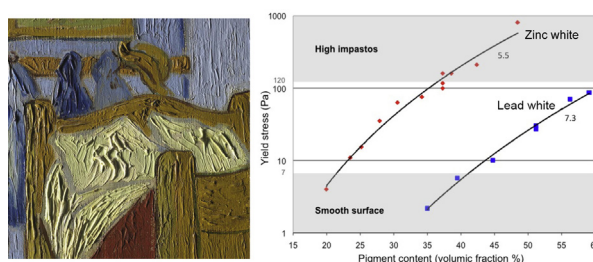 1000
Zinc white
High impastos
5.5
120
100
Lead white
7.3
Yield stress (Pa)
10
7
Smooth surface
1
15 20 25 30 35 40 45 50 55
Pigment content (volumic fraction %)